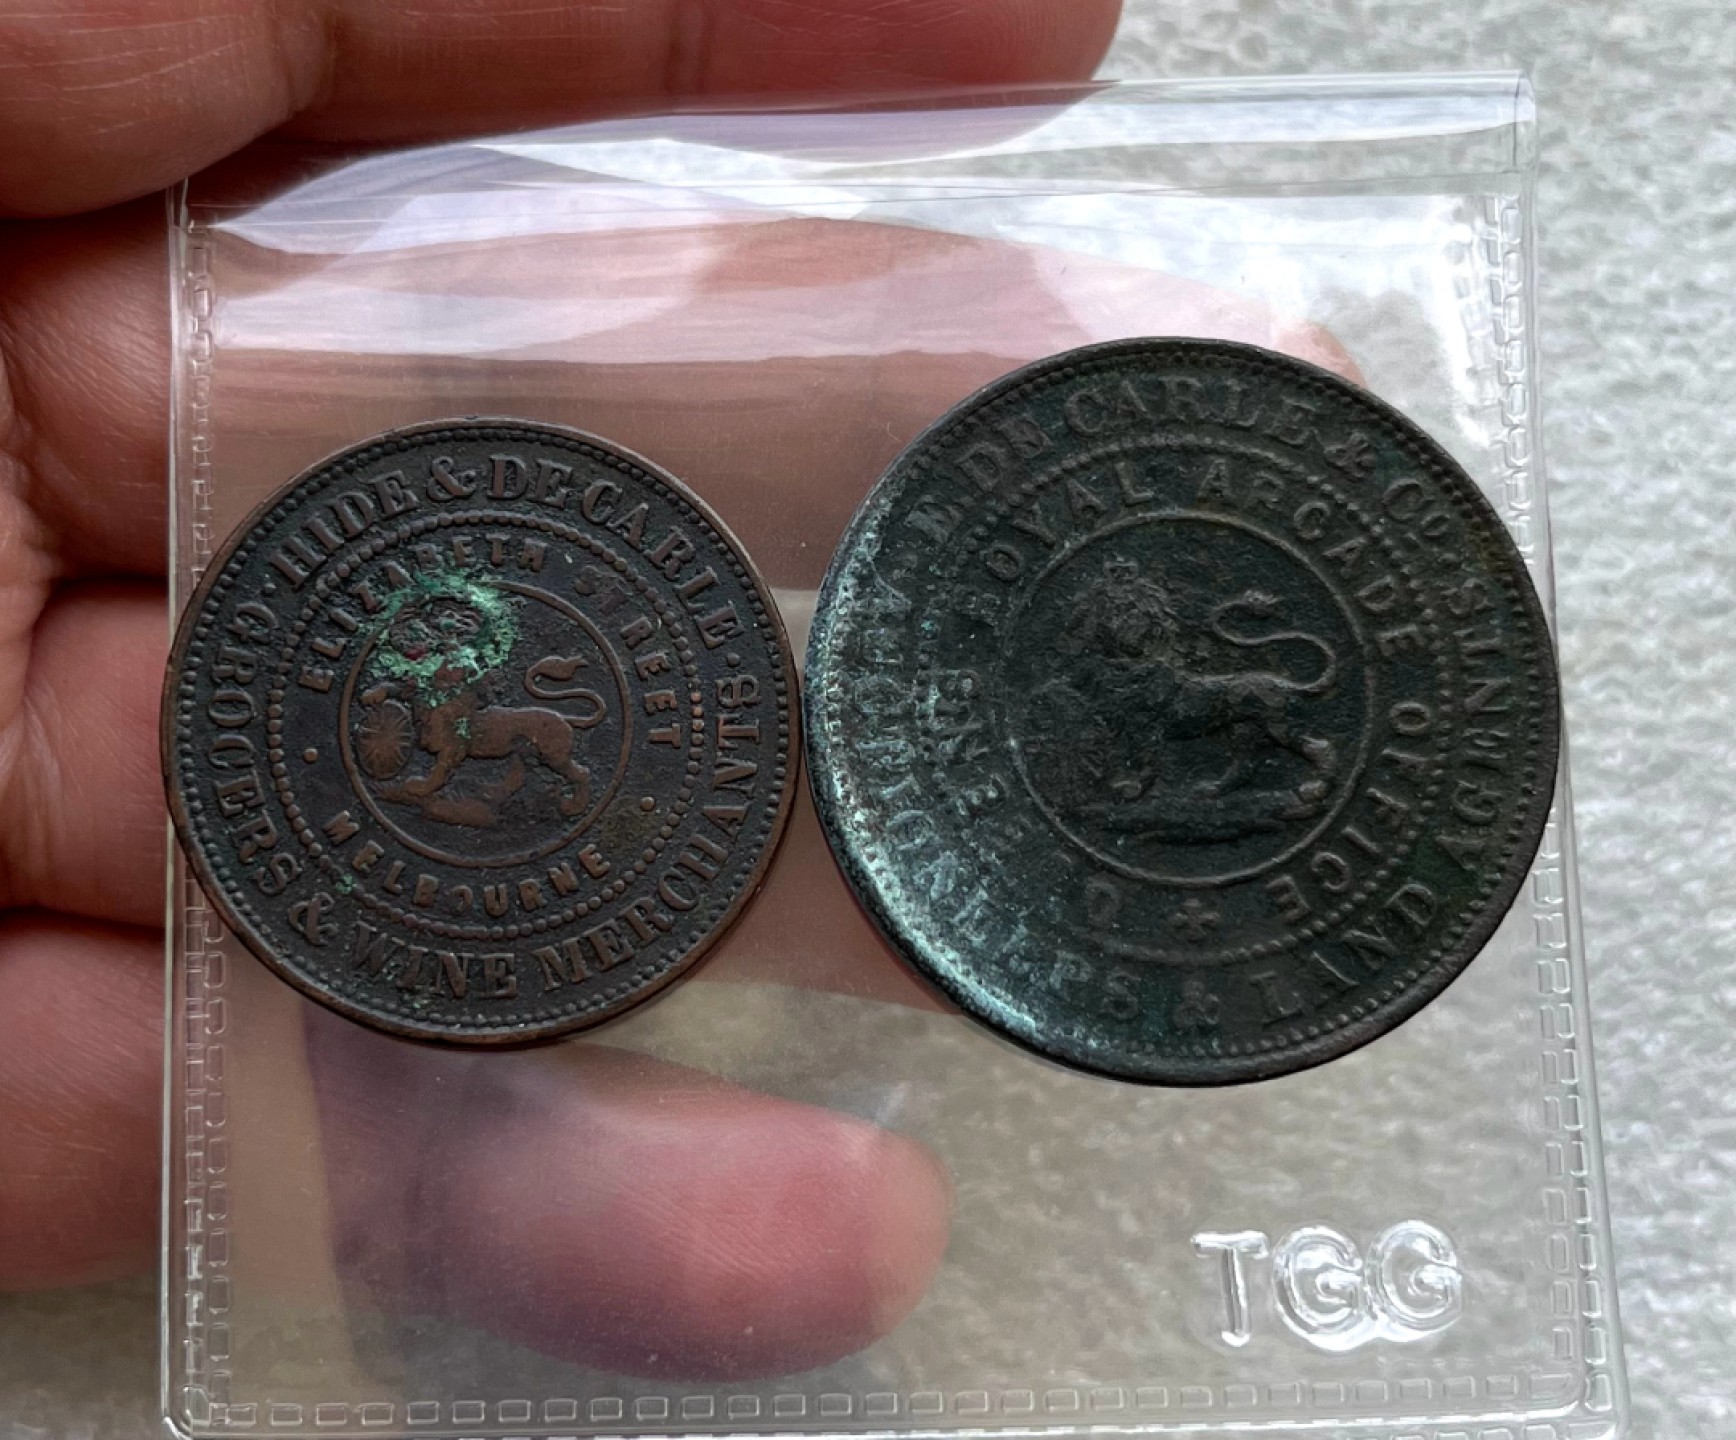 HIDE & DE CARLE
GROCERS & WINE MERCHANTS
ELIZABETH STREET
MELBOURNE
E. DE CARLE & Co.
AUCTIONEERS & LAND AGENTS
ROYAL ARCADE OFFICE
TGG